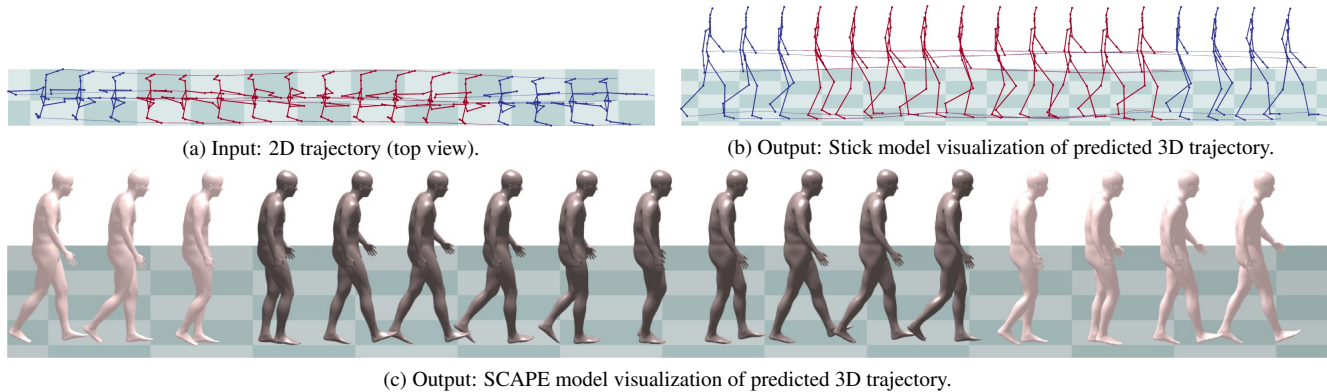 (a) Input: 2D trajectory (top view).
(b) Output: Stick model visualization of predicted 3D trajectory.
(c) Output: SCAPE model visualization of predicted 3D trajectory.